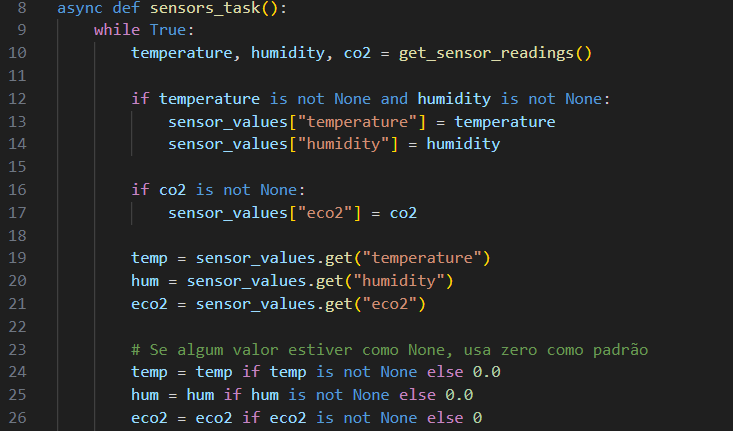 8 async def sensors_task():
9     while True:
10         temperature, humidity, co2 = get_sensor_readings()
11
12         if temperature is not None and humidity is not None:
13             sensor_values["temperature"] = temperature
14             sensor_values["humidity"] = humidity
15
16         if co2 is not None:
17             sensor_values["eco2"] = co2
18
19         temp = sensor_values.get("temperature")
20         hum = sensor_values.get("humidity")
21         eco2 = sensor_values.get("eco2")
22
23         # Se algum valor estiver como None, usa zero como padrão
24         temp = temp if temp is not None else 0.0
25         hum = hum if hum is not None else 0.0
26         eco2 = eco2 if eco2 is not None else 0